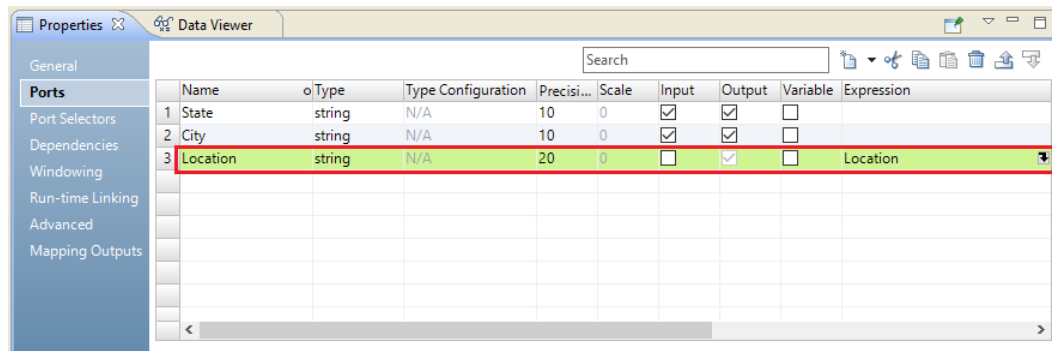 Properties Data Viewer
Search
General
Ports
Port Selectors
Dependencies
Windowing
Run-time Linking
Advanced
Mapping Outputs
Name Type Type Configuration Precisi... Scale Input Output Variable Expression
1 State string N/A 10 0
2 City string N/A 10 0
3 Location string N/A 20 0 Location